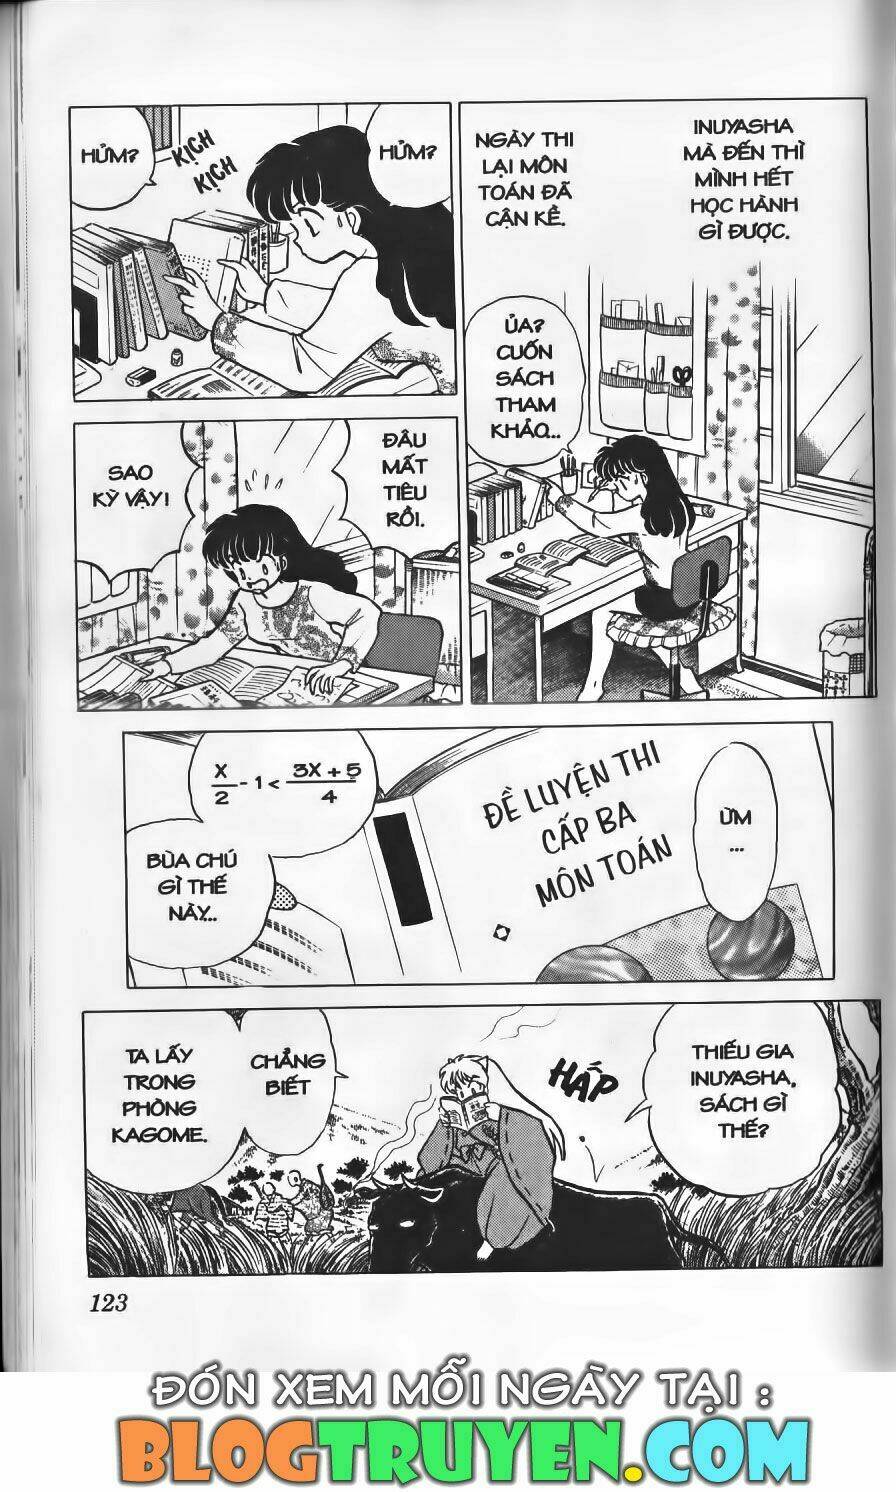 INUYASHA
MÀ ĐẾN THÌ
MÌNH HẾT
HỌC HÀNH
GÌ ĐƯỢC.
NGÀY THI
LẠI MÔN
TOÁN ĐÃ
CẬN KỀ.
ỦA?
CUỐN
SÁCH
THAM
KHẢO...
HỬM?
KỊCH
KỊCH
HỬM?
ĐÂU
MẤT
TIÊU
RỒI.
SAO
KỲ VẬY!
ỪM
...
ĐỀ LUYỆN THI
CẤP BA
MÔN TOÁN
X/2 - 1 < 3X + 5/4
BÙA CHÚ
GÌ THẾ
NÀY...
THIẾU GIA
INUYASHA,
SÁCH GÌ
THẾ?
HẤP
CHẲNG
BIẾT
TA LẤY
TRONG
PHÒNG
KAGOME.
123
ĐÓN XEM MỖI NGÀY TẠI :
BLOGTRUYEN.COM